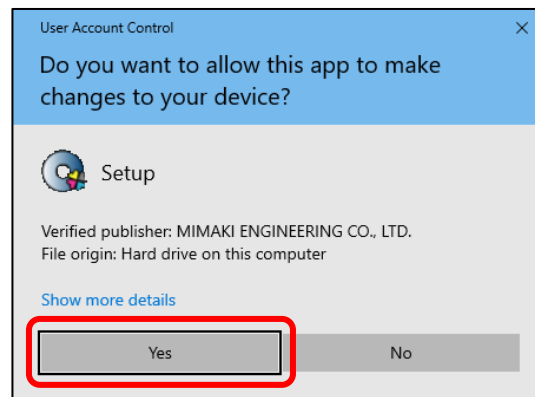 User Account Control
Do you want to allow this app to make
changes to your device?
Setup
Verified publisher: MIMAKI ENGINEERING CO., LTD.
File origin: Hard drive on this computer
Show more details
Yes
No